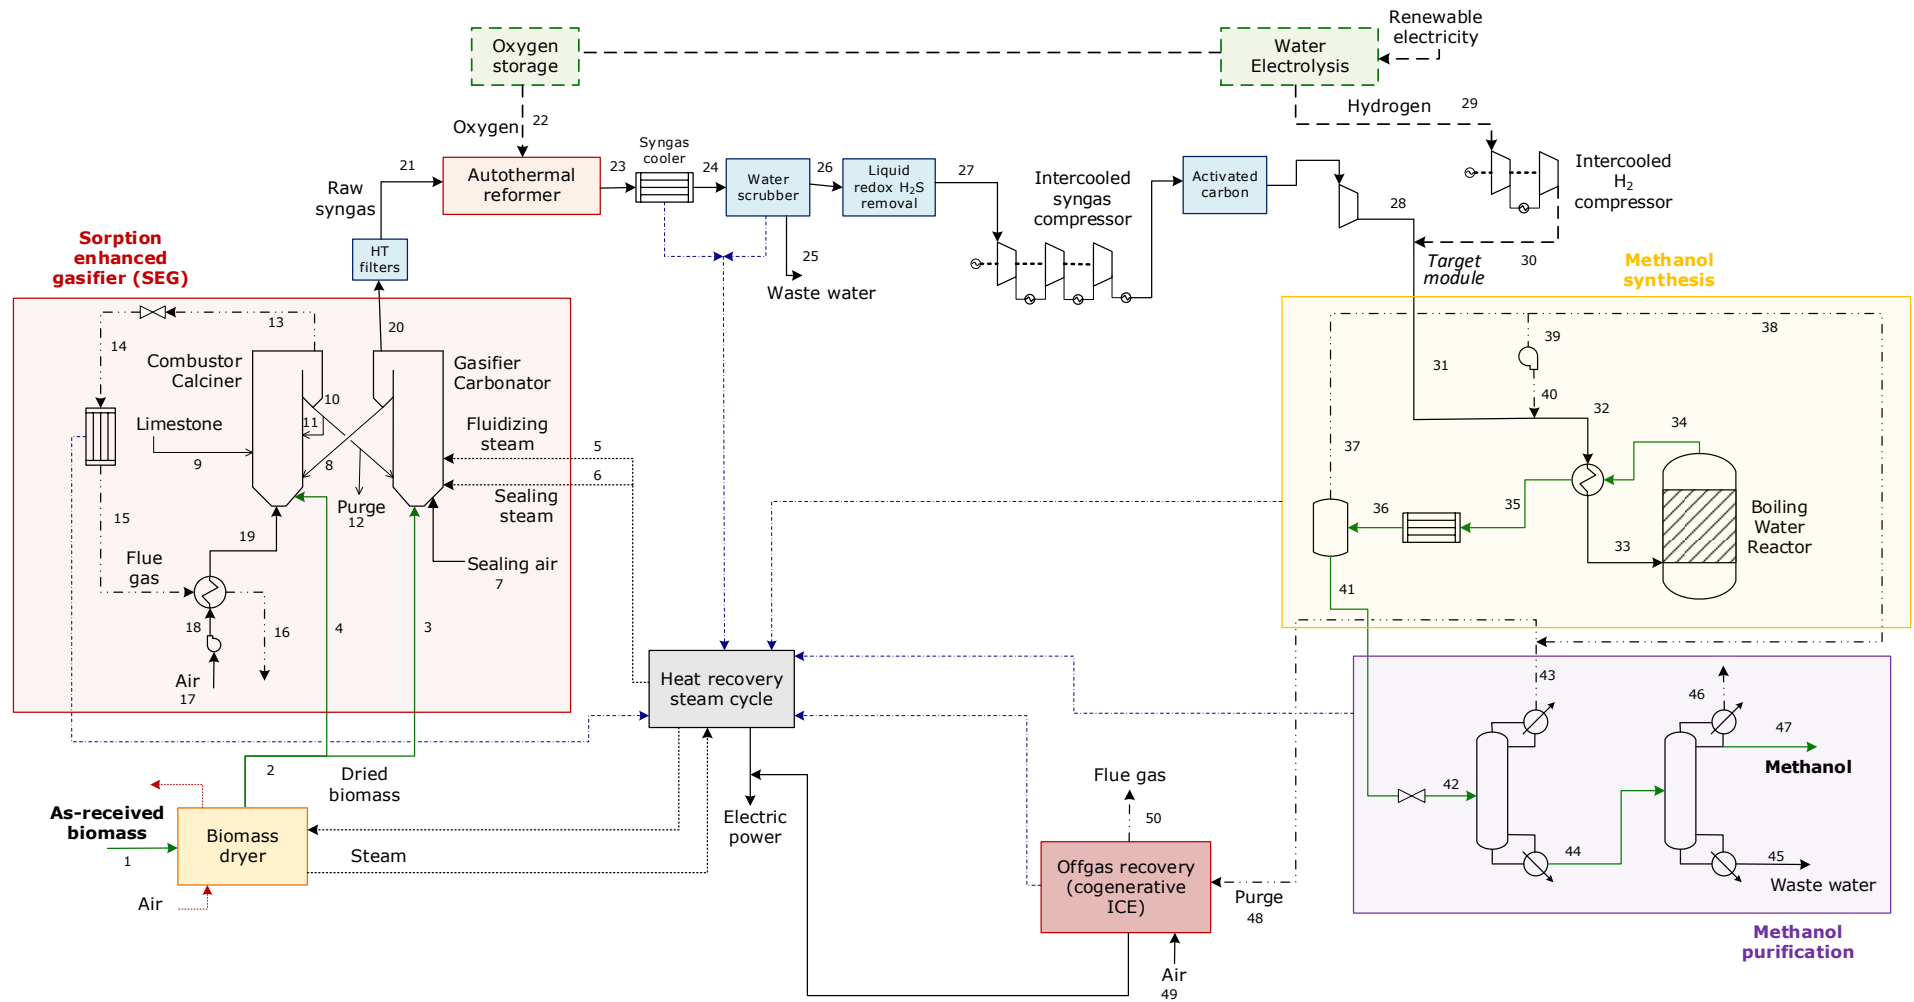 Oxygen
storage
Water
Electrolysis
Renewable
electricity
Hydrogen
29
Oxygen
22
Intercooled
H2
compressor
30
Target
module
Raw
syngas
21
Autothermal
reformer
23
Syngas
cooler
24
Water
scrubber
26
Liquid
redox H2S
removal
27
Intercooled
syngas
compressor
Activated
carbon
28
25
Waste water
HT
filters
Sorption
enhanced
gasifier (SEG)
13
14
20
Combustor
Calciner
Gasifier
Carbonator
10
11
Limestone
9
8
Fluidizing
steam
5
6
Sealing
steam
Purge
12
15
19
Flue
gas
Sealing air
7
18
16
4
3
Air
17
Methanol
synthesis
38
39
31
40
32
34
37
36
35
Boiling
Water
Reactor
33
41
Heat recovery
steam cycle
43
46
47
Methanol
42
44
45
Waste water
Methanol
purification
2
Dried
biomass
As-received
biomass
1
Biomass
dryer
Steam
Air
Electric
power
Flue gas
50
Offgas recovery
(cogenerative
ICE)
Purge
48
Air
49